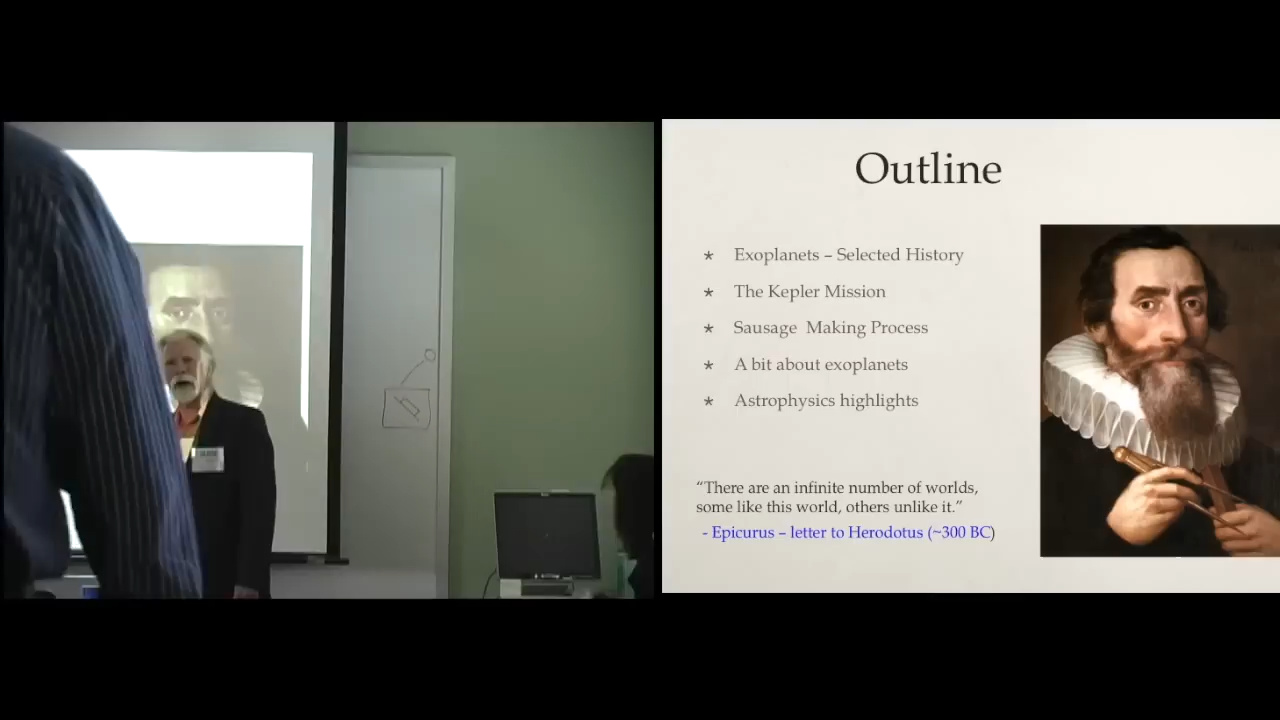 Outline
* Exoplanets – Selected History
* The Kepler Mission
* Sausage Making Process
* A bit about exoplanets
* Astrophysics highlights
“There are an infinite number of worlds,
some like this world, others unlike it.”
- Epicurus – letter to Herodotus (~300 BC)